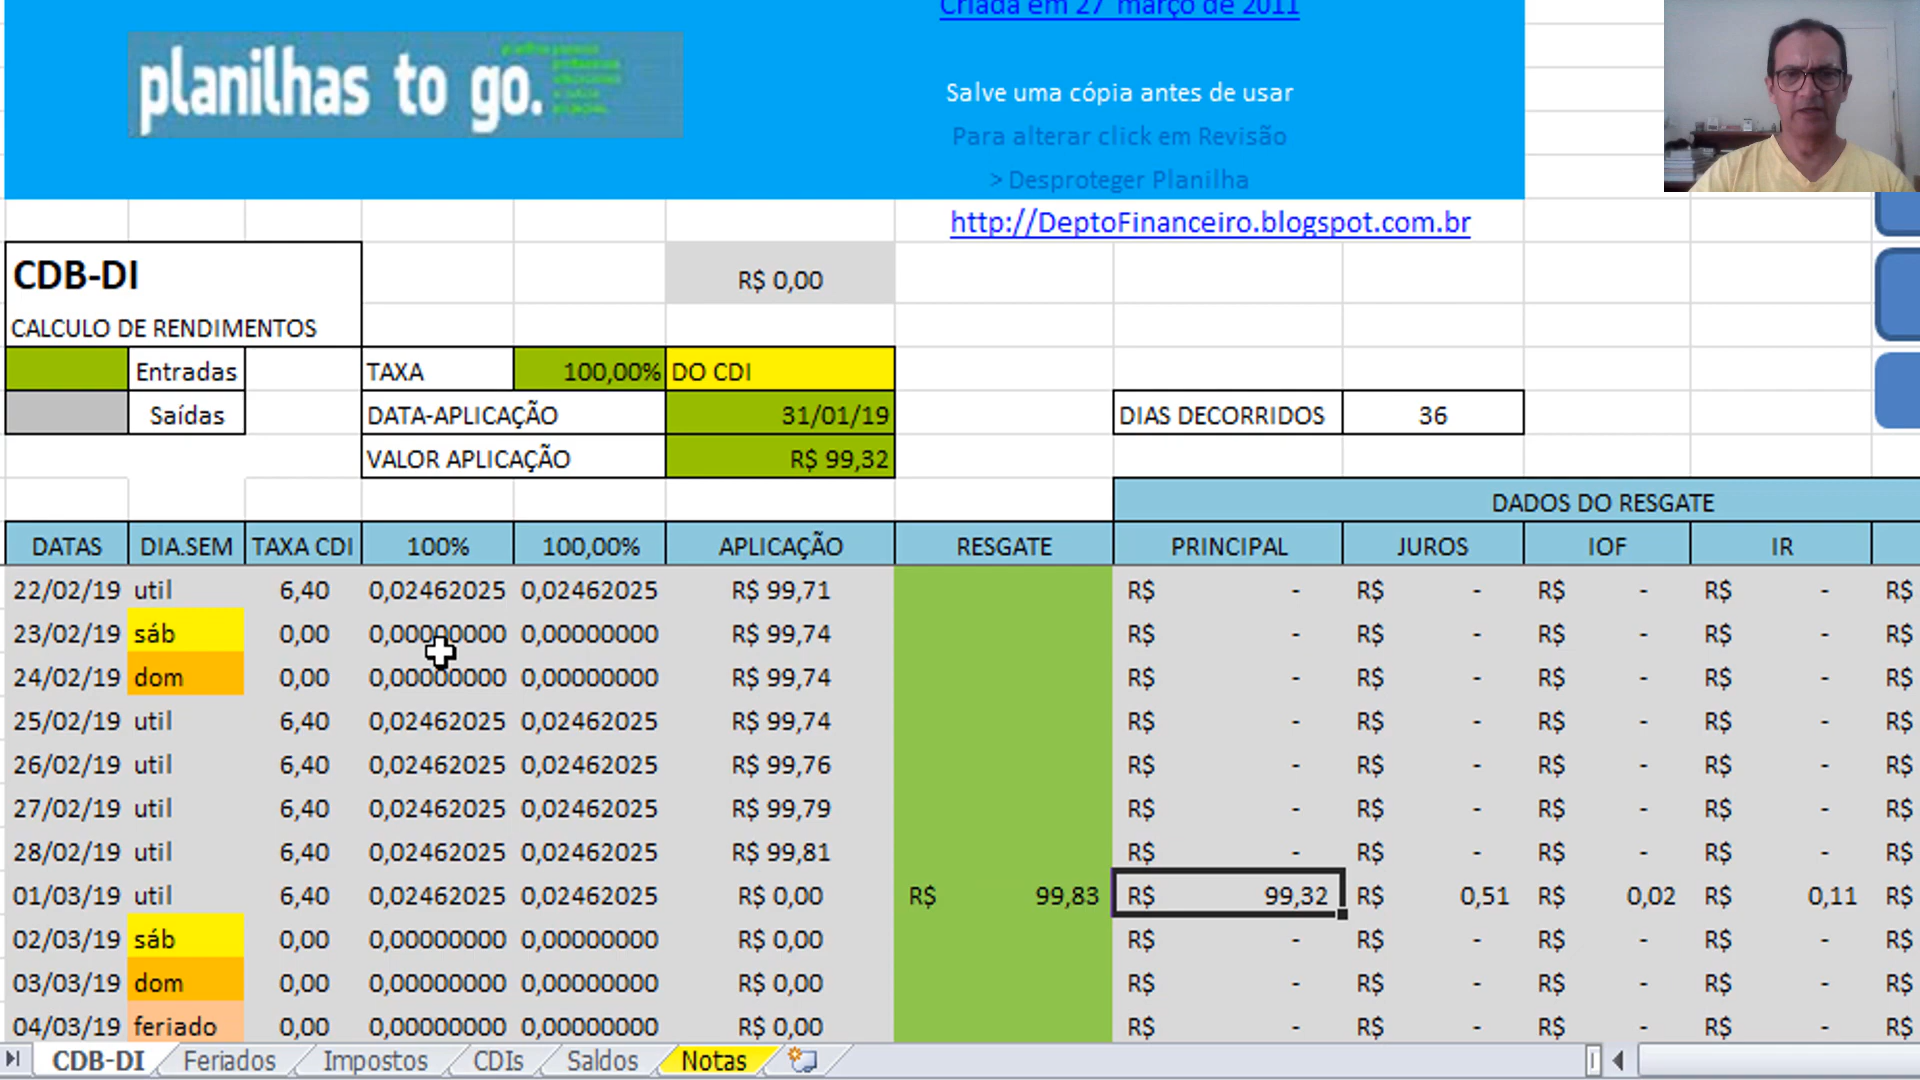 Criada em 27 março de 2011
planilhas to go.
Salve uma cópia antes de usar
Para alterar click em Revisão
> Desproteger Planilha
http://DeptoFinanceiro.blogspot.com.br
CDB-DI
R$ 0,00
CALCULO DE RENDIMENTOS
Entradas TAXA 100,00% DO CDI
Saídas DATA-APLICAÇÃO 31/01/19 DIAS DECORRIDOS 36
VALOR APLICAÇÃO R$ 99,32
DADOS DO RESGATE
DATAS DIA.SEM TAXA CDI 100% 100,00% APLICAÇÃO RESGATE PRINCIPAL JUROS IOF IR
22/02/19 util 6,40 0,02462025 0,02462025 R$ 99,71 R$ - R$ - R$ - R$ - R$
23/02/19 sáb 0,00 0,00000000 0,00000000 R$ 99,74 R$ - R$ - R$ - R$ - R$
24/02/19 dom 0,00 0,00000000 0,00000000 R$ 99,74 R$ - R$ - R$ - R$ - R$
25/02/19 util 6,40 0,02462025 0,02462025 R$ 99,74 R$ - R$ - R$ - R$ - R$
26/02/19 util 6,40 0,02462025 0,02462025 R$ 99,76 R$ - R$ - R$ - R$ - R$
27/02/19 util 6,40 0,02462025 0,02462025 R$ 99,79 R$ - R$ - R$ - R$ - R$
28/02/19 util 6,40 0,02462025 0,02462025 R$ 99,81 R$ - R$ - R$ - R$ - R$
01/03/19 util 6,40 0,02462025 0,02462025 R$ 0,00 R$ 99,83 R$ 99,32 R$ 0,51 R$ 0,02 R$ 0,11 R$
02/03/19 sáb 0,00 0,00000000 0,00000000 R$ 0,00 R$ - R$ - R$ - R$ - R$
03/03/19 dom 0,00 0,00000000 0,00000000 R$ 0,00 R$ - R$ - R$ - R$ - R$
04/03/19 feriado 0,00 0,00000000 0,00000000 R$ 0,00 R$ - R$ - R$ - R$ - R$
CDB-DI Feriados Impostos CDIs Saldos Notas